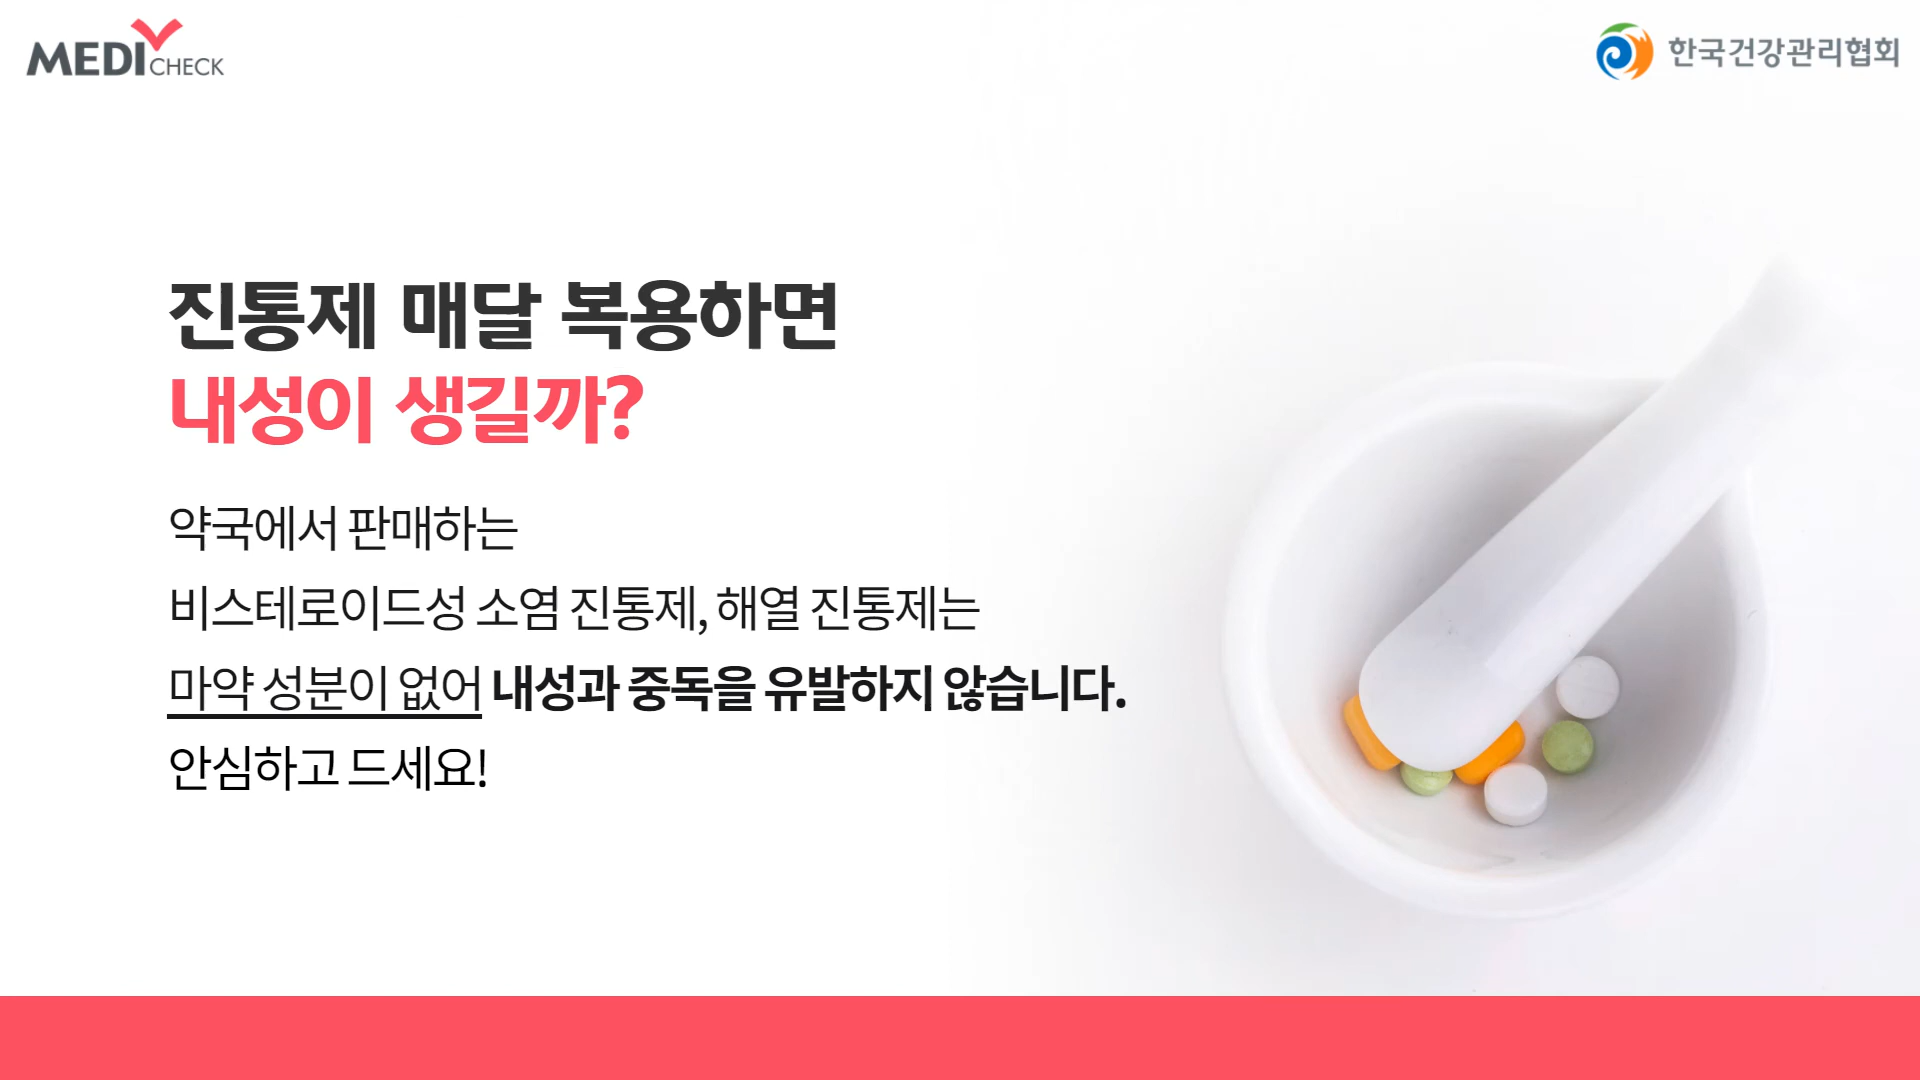 MEDI CHECK
한국건강관리협회
진통제 매달 복용하면
내성이 생길까?
약국에서 판매하는
비스테로이드성 소염 진통제, 해열 진통제는
마약 성분이 없어 내성과 중독을 유발하지 않습니다.
안심하고 드세요!